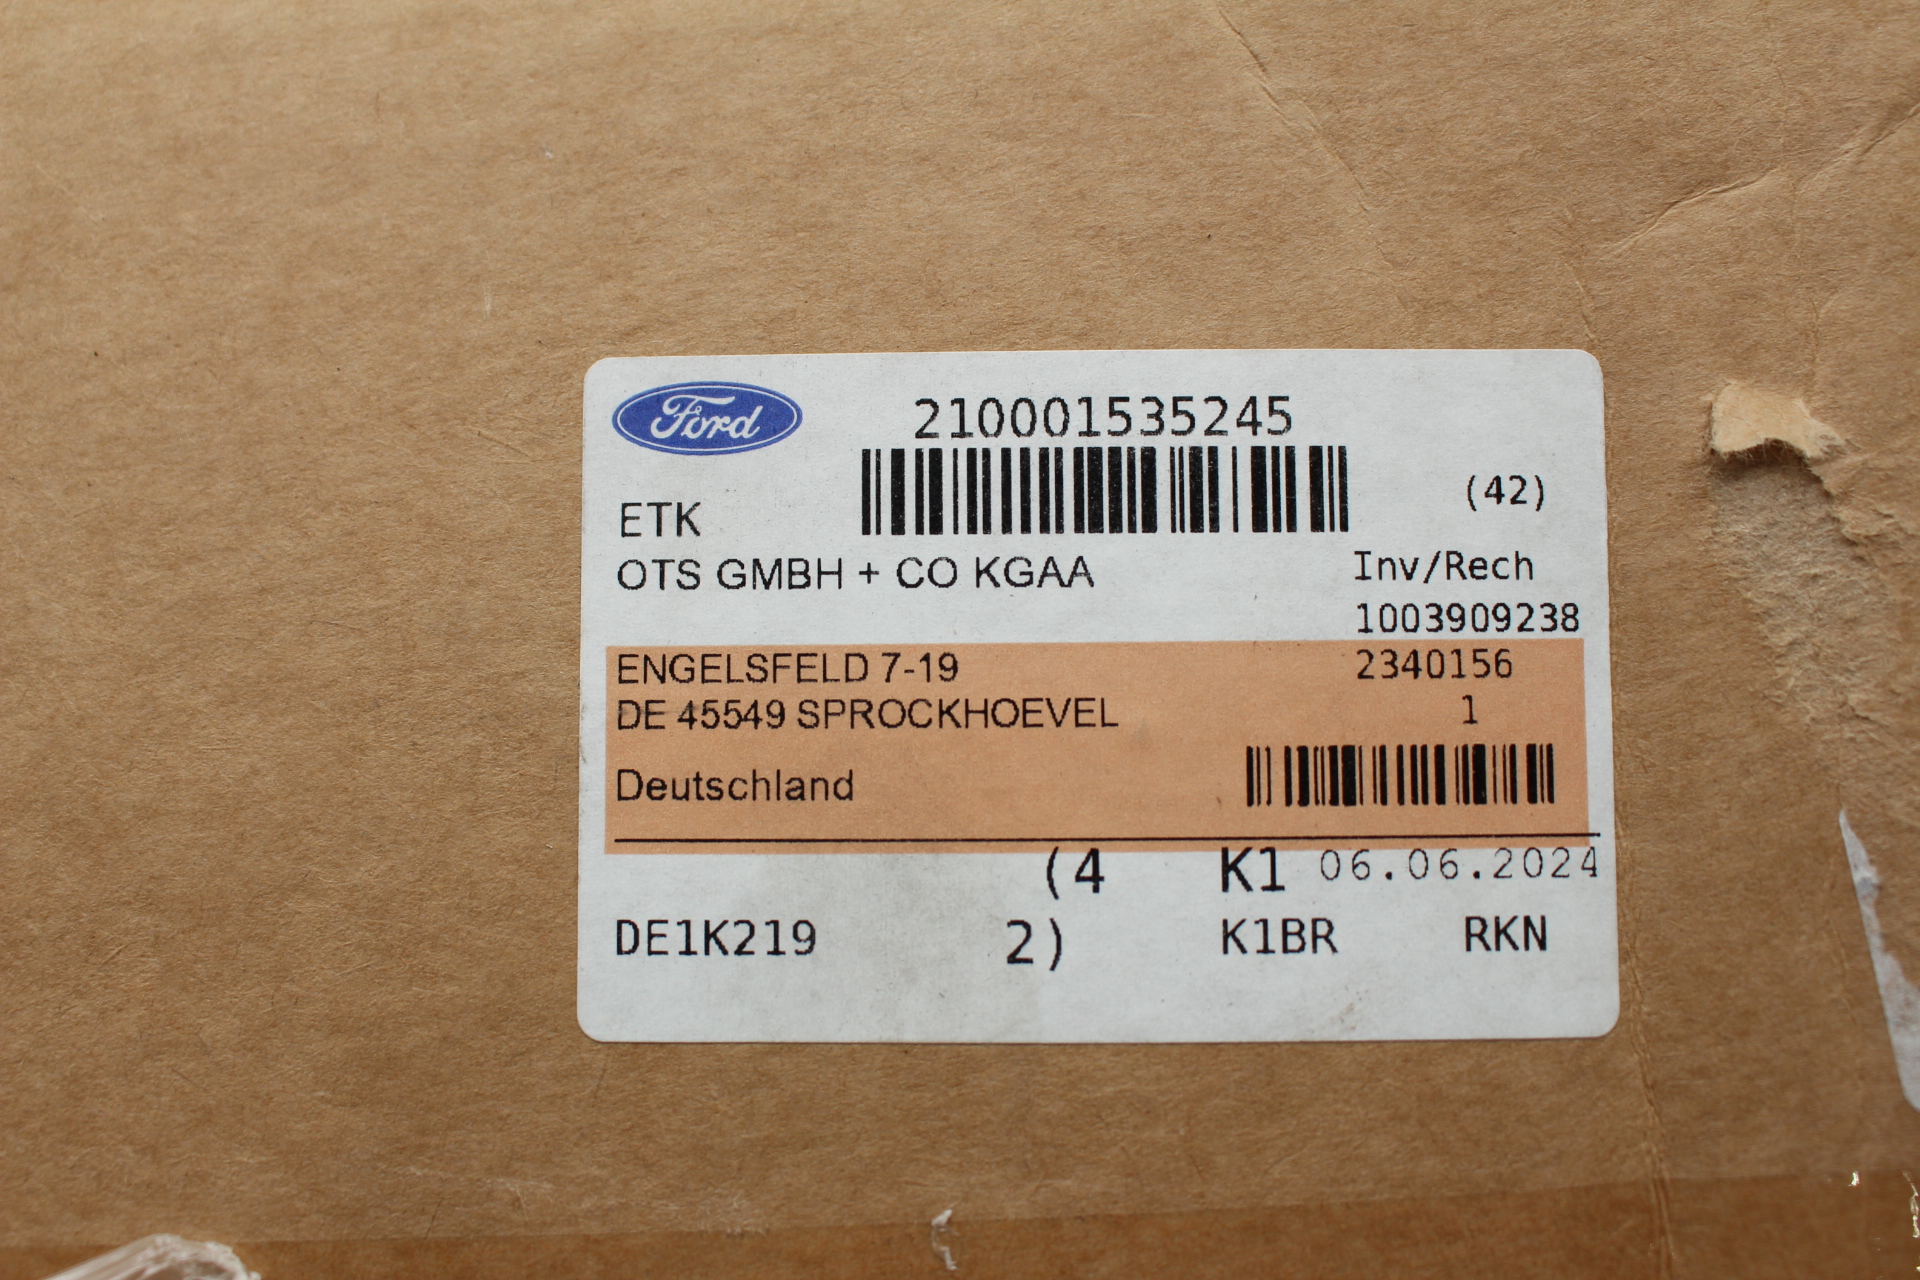 Ford
210001535245
ETK
(42)
OTS GMBH + CO KGAA
Inv/Rech
1003909238
ENGELSFELD 7-19
2340156
DE 45549 SPROCKHOEVEL
1
Deutschland
(4 K1 06.06.2024
DE1K219 2) K1BR RKN